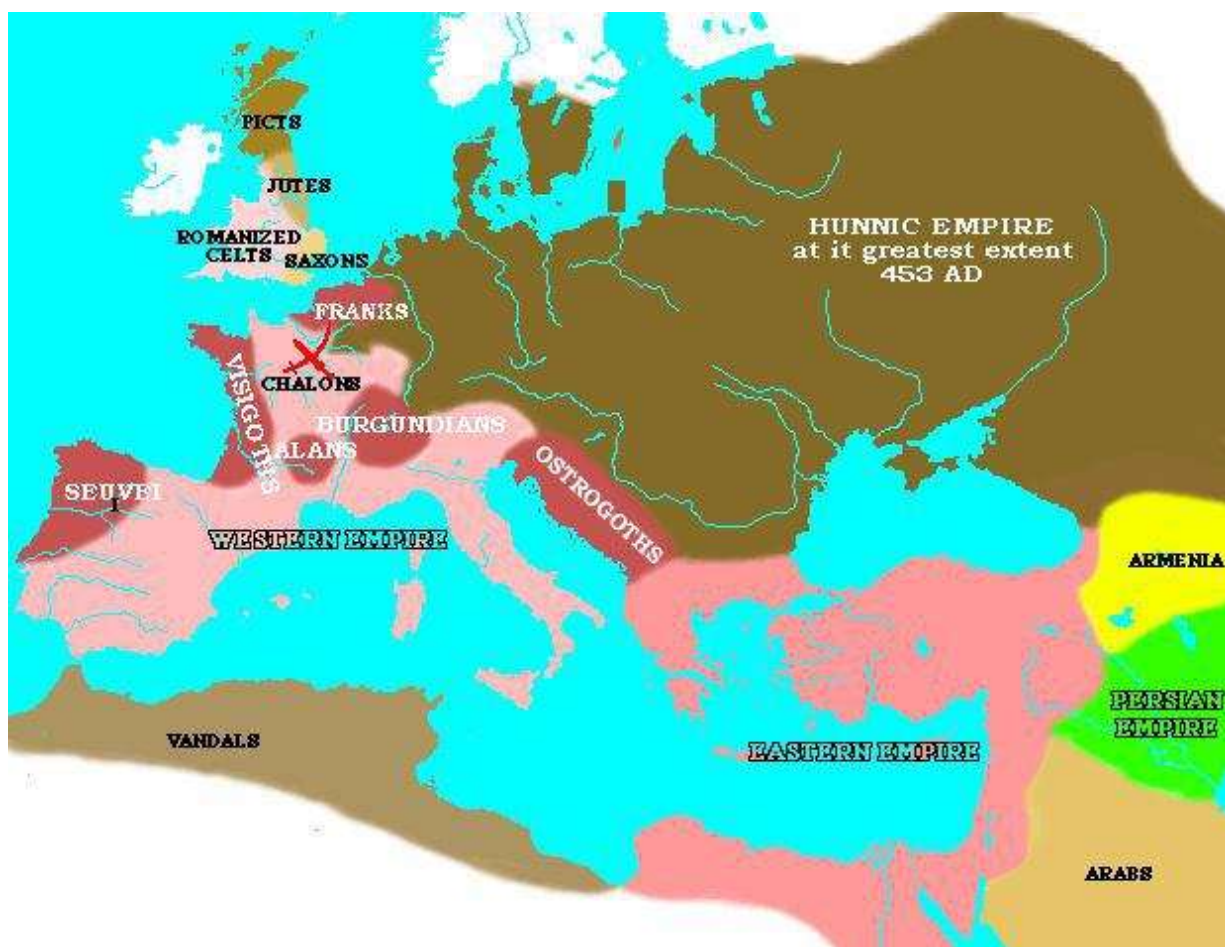 PICTS
JUTES
ROMANIZED
CELTS
SAXONS
HUNNIC EMPIRE
at it greatest extent
453 AD
FRANKS
VISIGOTHS
CHALONS
BURGUNDIANS
ALANS
OSTROGOTHS
SEUVEI
I
WESTERN EMPIRE
ARMENIA
PERSIAN
EMPIRE
VANDALS
EASTERN EMPIRE
ARABS